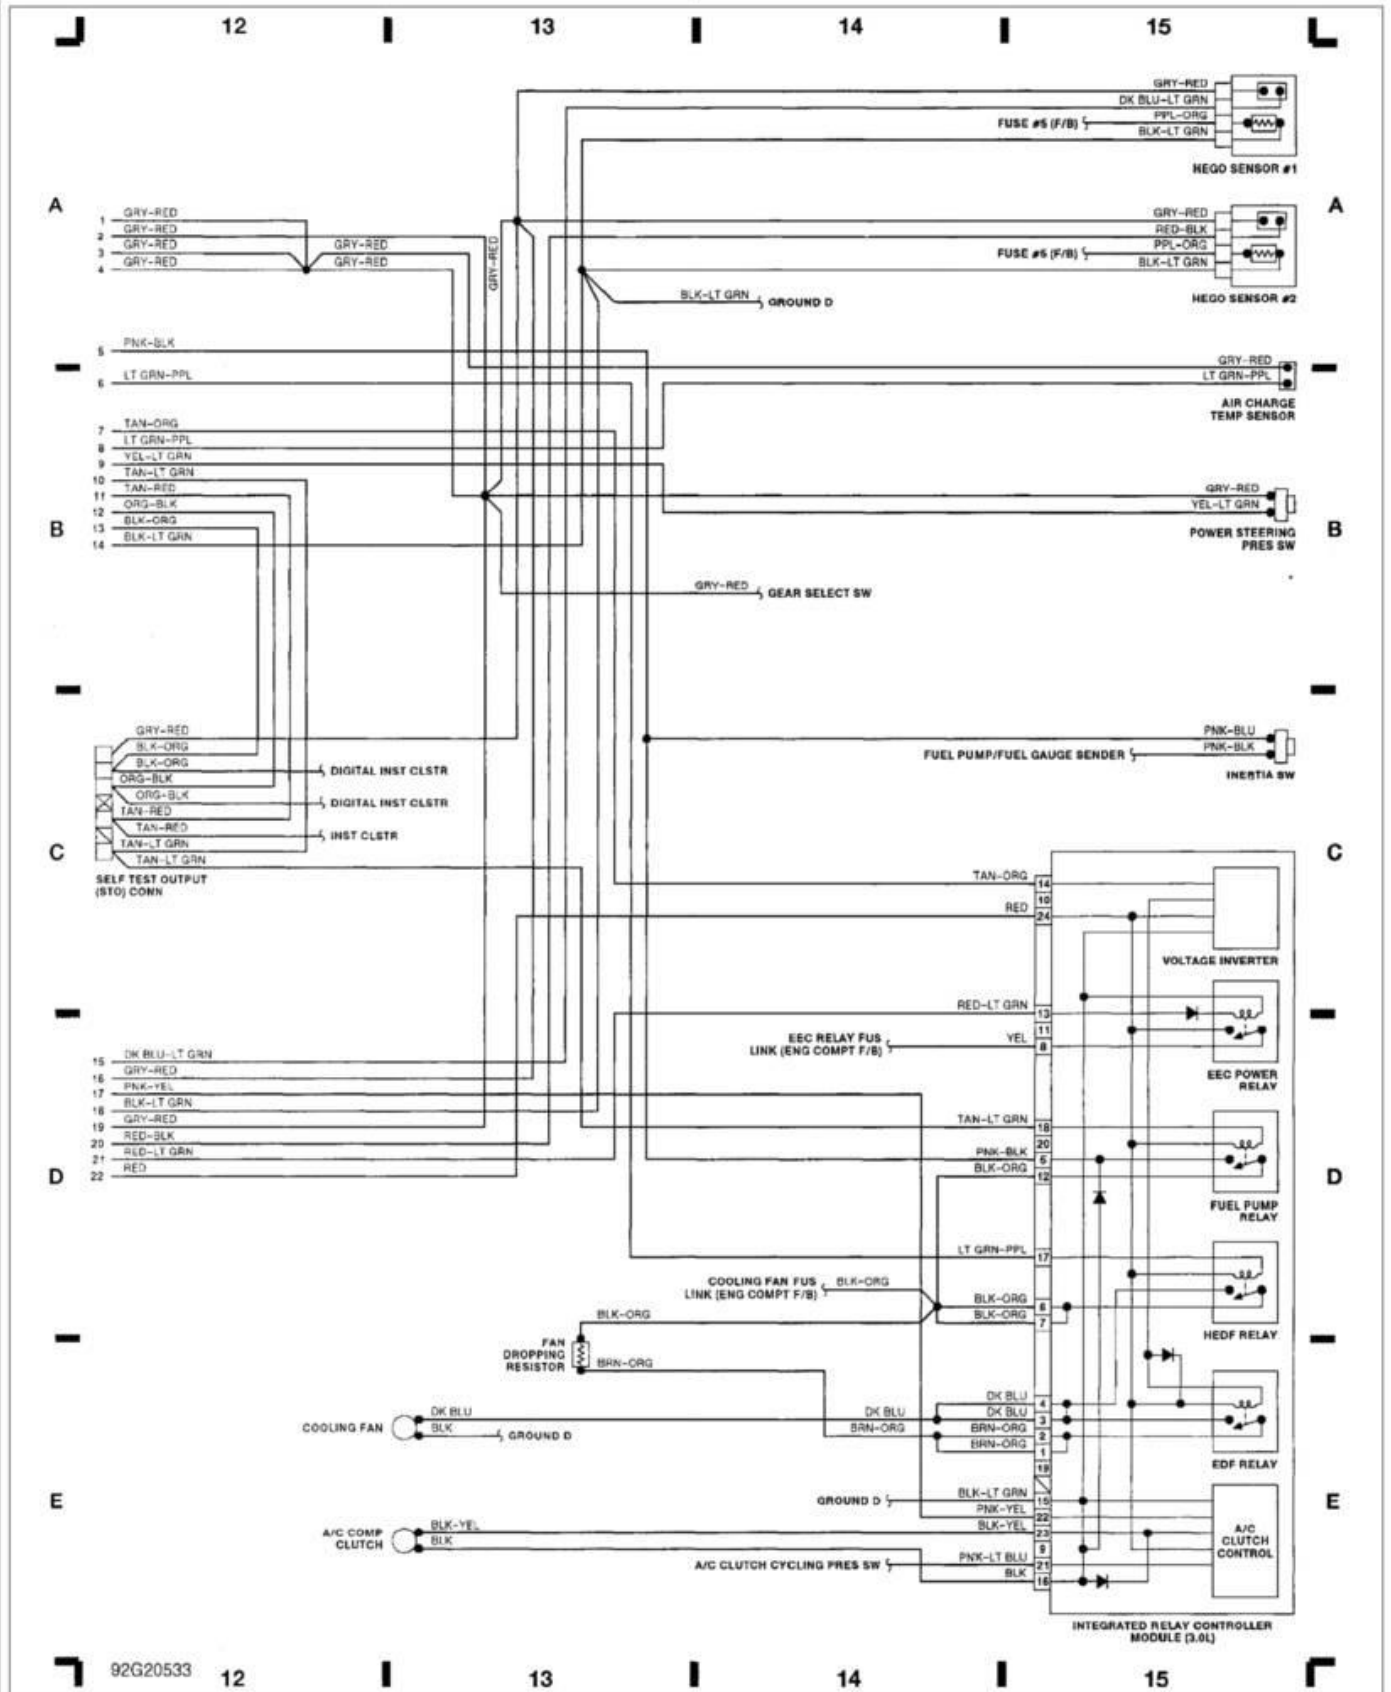 12 13 14 15
GRY-RED
DK BLU-LT GRN
FUSE #5 (F/B) PPL-ORG
BLK-LT GRN
HEGO SENSOR #1
A A
1 GRY-RED
2 GRY-RED
3 GRY-RED GRY-RED
4 GRY-RED GRY-RED
GRY-RED
GRY-RED
RED-BLK
FUSE #5 (F/B) PPL-ORG
BLK-LT GRN
HEGO SENSOR #2
BLK-LT GRN GROUND D
5 PNK-BLK
GRY-RED
6 LT GRN-PPL LT GRN-PPL
AIR CHARGE
TEMP SENSOR
7 TAN-ORG
8 LT GRN-PPL
9 YEL-LT GRN
10 TAN-LT GRN
11 TAN-RED GRY-RED
12 ORG-BLK YEL-LT GRN
13 BLK-ORG
14 BLK-LT GRN
B B
POWER STEERING
PRES SW
GRY-RED GEAR SELECT SW
GRY-RED PNK-BLU
BLK-ORG FUEL PUMP/FUEL GAUGE SENDER PNK-BLK
BLK-ORG DIGITAL INST CLSTR
INERTIA SW
ORG-BLK
ORG-BLK DIGITAL INST CLSTR
TAN-RED
TAN-RED INST CLSTR
TAN-LT GRN
TAN-LT GRN
C C
SELF TEST OUTPUT
(STO) CONN
TAN-ORG 14
10
RED 24
VOLTAGE INVERTER
RED-LT GRN 13
11
EEC RELAY FUS
LINK (ENG COMPT F/B) YEL 8
EEC POWER
RELAY
15 DK BLU-LT GRN
16 GRY-RED
17 PNK-YEL
18 BLK-LT GRN
19 GRY-RED
20 RED-BLK
21 RED-LT GRN
22 RED
TAN-LT GRN 18
20
PNK-BLK 5
BLK-ORG 12
D D
FUEL PUMP
RELAY
LT GRN-PPL 17
COOLING FAN FUS
LINK (ENG COMPT F/B) BLK-ORG
BLK-ORG 6
BLK-ORG 7
HEDF RELAY
BLK-ORG
FAN
DROPPING
RESISTOR
BRN-ORG
DK BLU 4
DK BLU DK BLU DK BLU 3
COOLING FAN
BLK GROUND D
BRN-ORG BRN-ORG 2
BRN-ORG 1
19
EDF RELAY
E E
GROUND D BLK-LT GRN 15
PNK-YEL 22
A/C COMP
CLUTCH
BLK-YEL BLK-YEL 23
BLK 9
A/C CLUTCH CYCLING PRES SW PNK-LT BLU 21
BLK 16
A/C
CLUTCH
CONTROL
INTEGRATED RELAY CONTROLLER
MODULE (3.0L)
92G20533
12 13 14 15